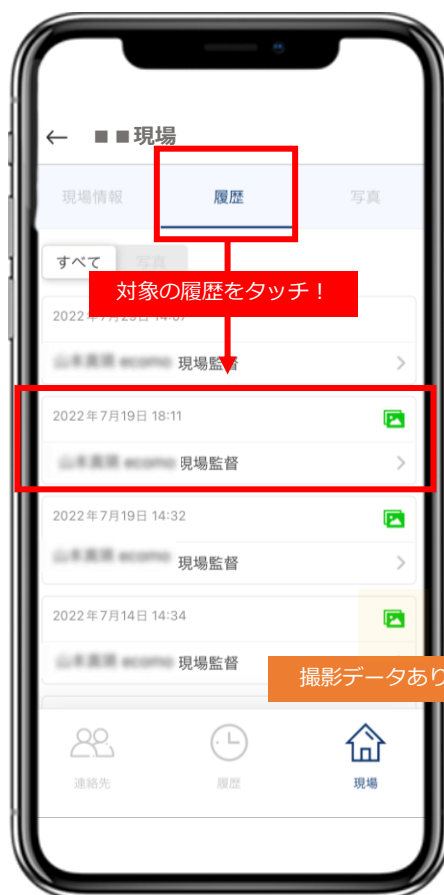 ← ■■現場
現場情報 履歴 写真
すべて 写真
対象の履歴をタッチ！
現場監督
2022年7月19日 18:11
現場監督
2022年7月19日 14:32
現場監督
2022年7月14日 14:34
現場監督
撮影データあり
連絡先 履歴 現場